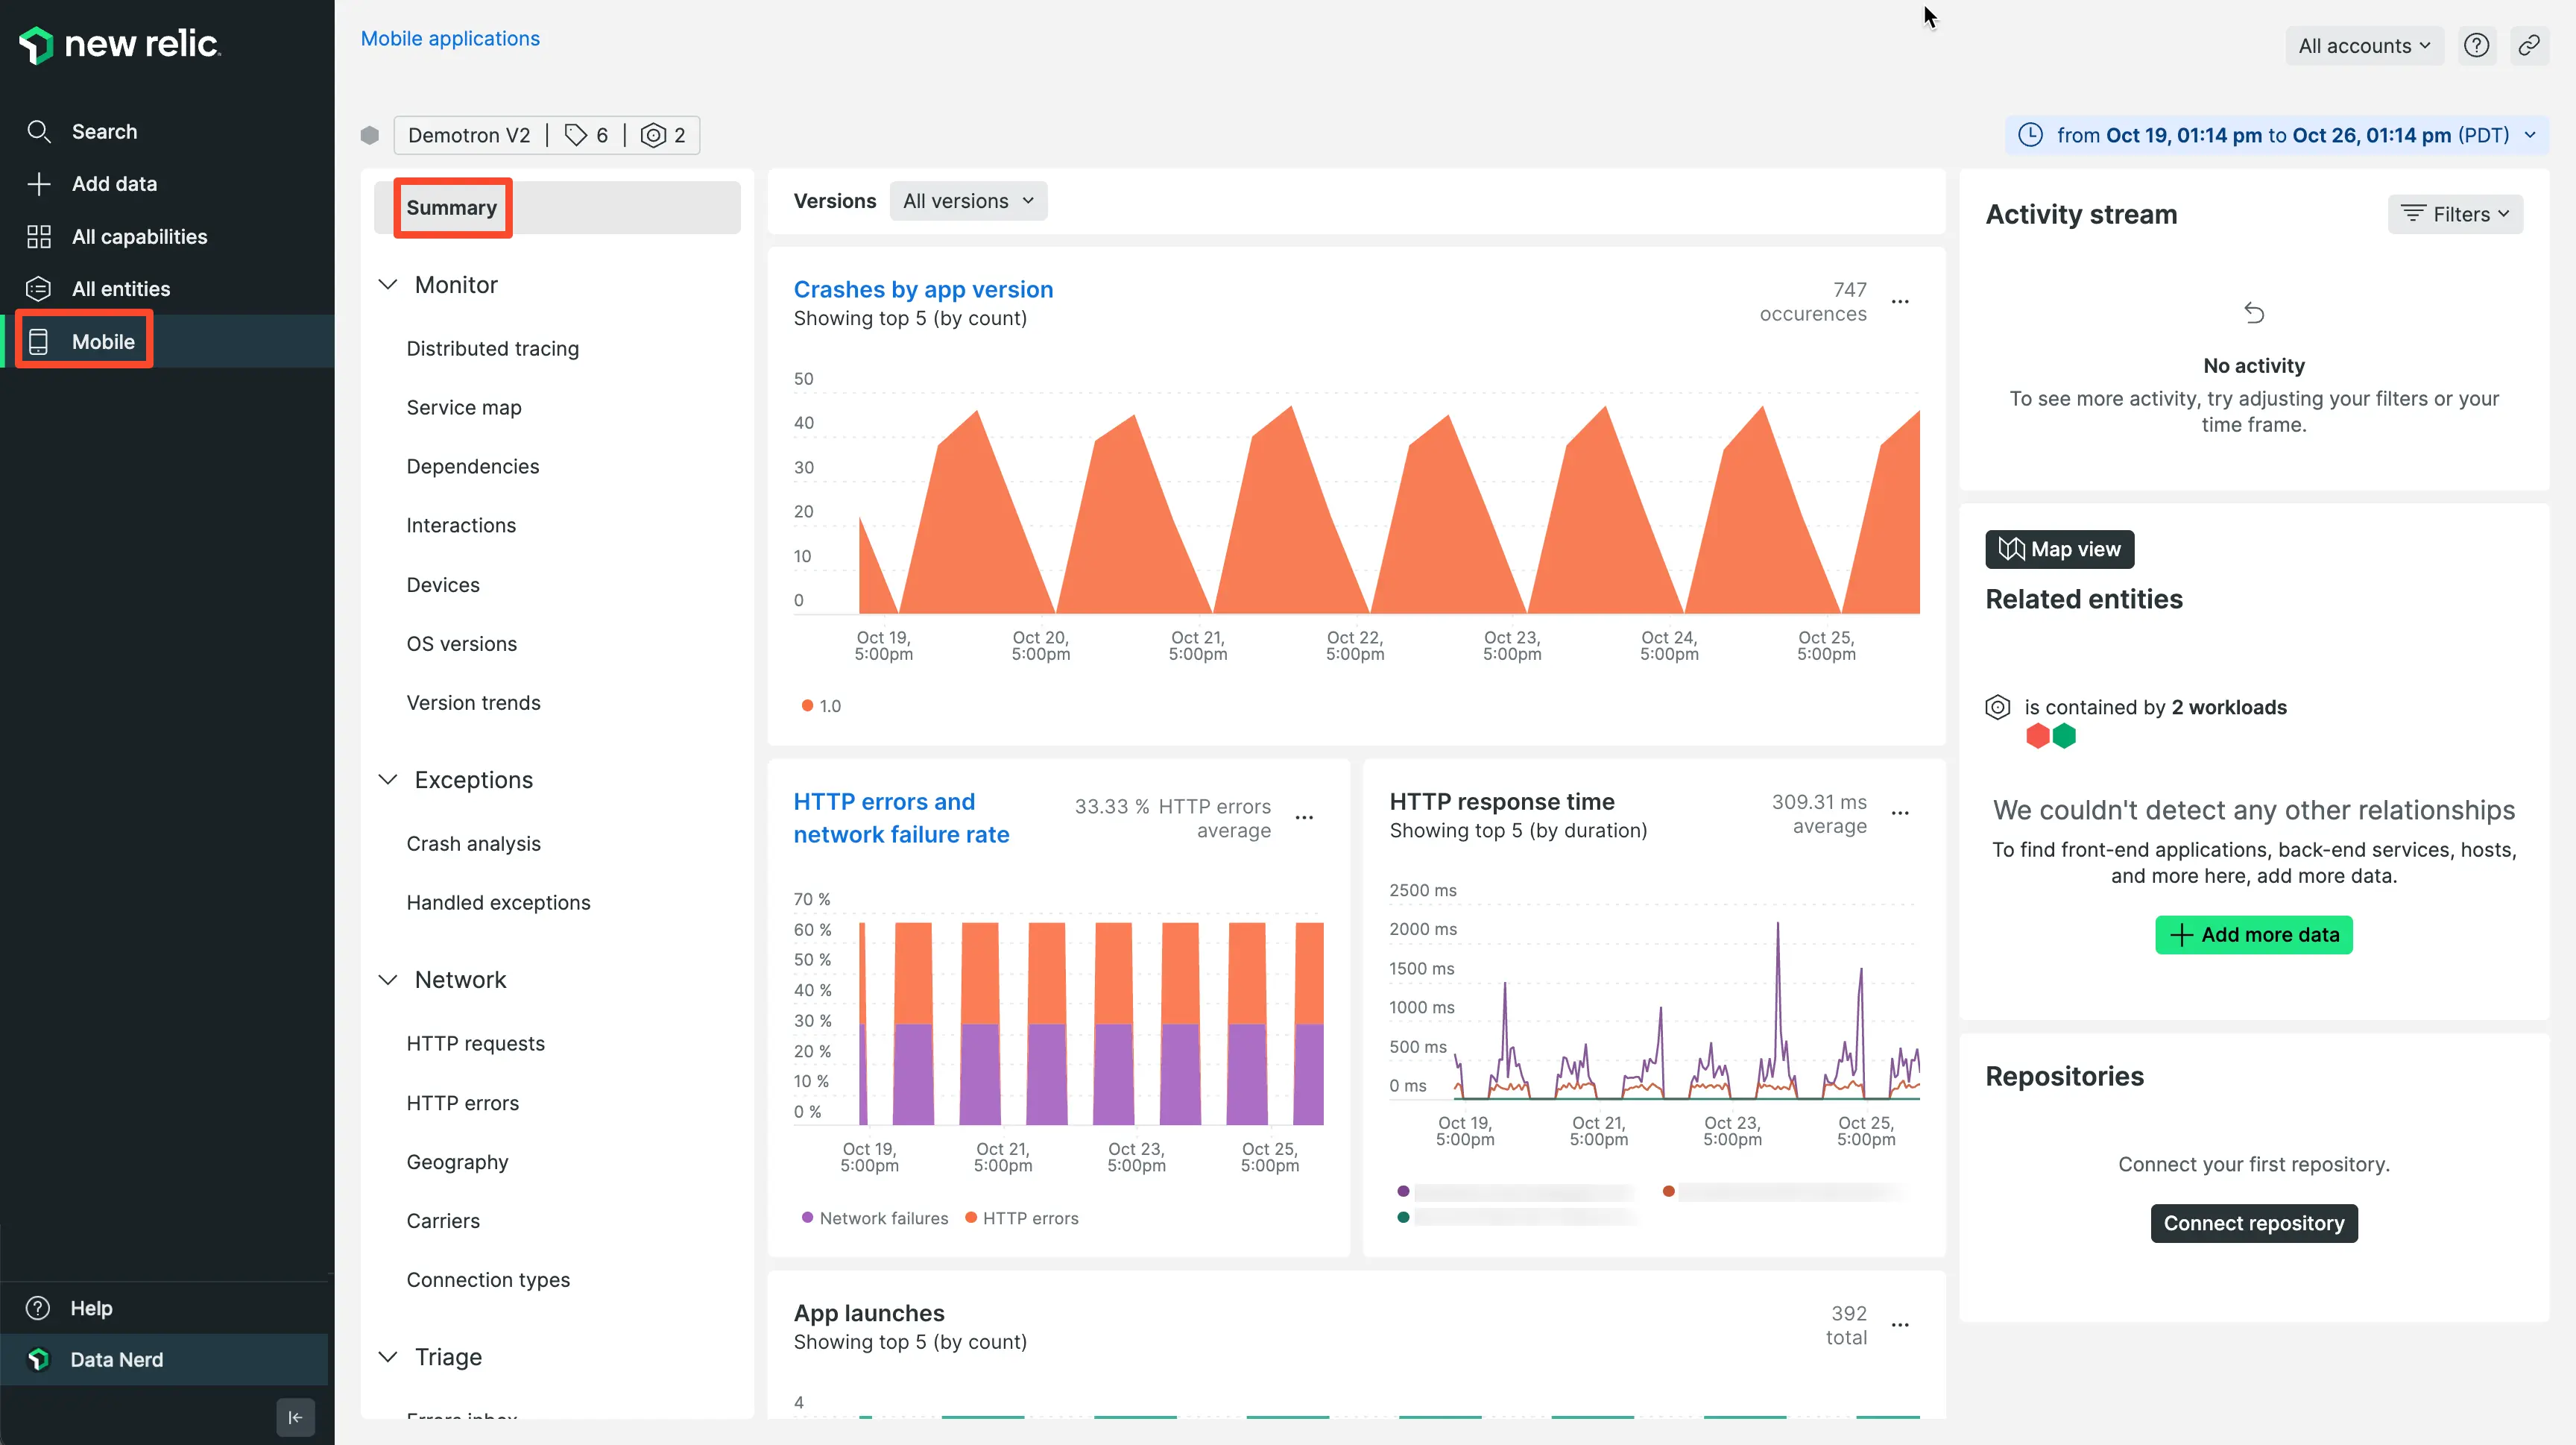 new relic
Search
Add data
All capabilities
All entities
Mobile
Help
Data Nerd
Mobile applications
All accounts
Demotron V2 | 6 | 2
from Oct 19, 01:14 pm to Oct 26, 01:14 pm (PDT)
Summary
Monitor
Distributed tracing
Service map
Dependencies
Interactions
Devices
OS versions
Version trends
Exceptions
Crash analysis
Handled exceptions
Network
HTTP requests
HTTP errors
Geography
Carriers
Connection types
Triage
Errors inbox
Versions All versions
Crashes by app version
Showing top 5 (by count)
747
occurences
50
40
30
20
10
0
Oct 19,
5:00pm
Oct 20,
5:00pm
Oct 21,
5:00pm
Oct 22,
5:00pm
Oct 23,
5:00pm
Oct 24,
5:00pm
Oct 25,
5:00pm
1.0
HTTP errors and
network failure rate
33.33 % HTTP errors
average
70 %
60 %
50 %
40 %
30 %
20 %
10 %
0 %
Oct 19,
5:00pm
Oct 21,
5:00pm
Oct 23,
5:00pm
Oct 25,
5:00pm
Network failures HTTP errors
HTTP response time
Showing top 5 (by duration)
309.31 ms
average
2500 ms
2000 ms
1500 ms
1000 ms
500 ms
0 ms
Oct 19,
5:00pm
Oct 21,
5:00pm
Oct 23,
5:00pm
Oct 25,
5:00pm
App launches
Showing top 5 (by count)
392
total
4
Activity stream
Filters
No activity
To see more activity, try adjusting your filters or your
time frame.
Map view
Related entities
is contained by 2 workloads
We couldn't detect any other relationships
To find front-end applications, back-end services, hosts,
and more here, add more data.
Add more data
Repositories
Connect your first repository.
Connect repository